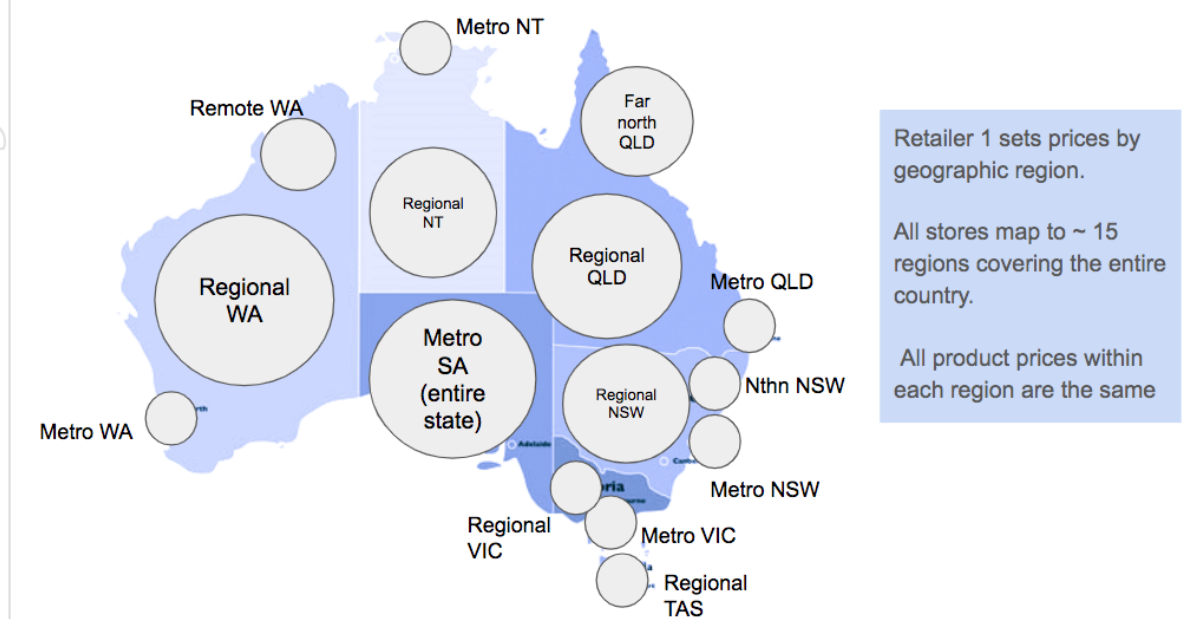 Metro NT
Remote WA
Far
north
QLD
Regional
NT
Regional
QLD
Regional
WA
Metro QLD
Metro
SA
(entire
state)
Regional
NSW
Nthn NSW
Metro WA
Adelaide
Metro NSW
Regional
VIC
Metro VIC
Regional
TAS
Retailer 1 sets prices by
geographic region.
All stores map to ~ 15
regions covering the entire
country.
All product prices within
each region are the same